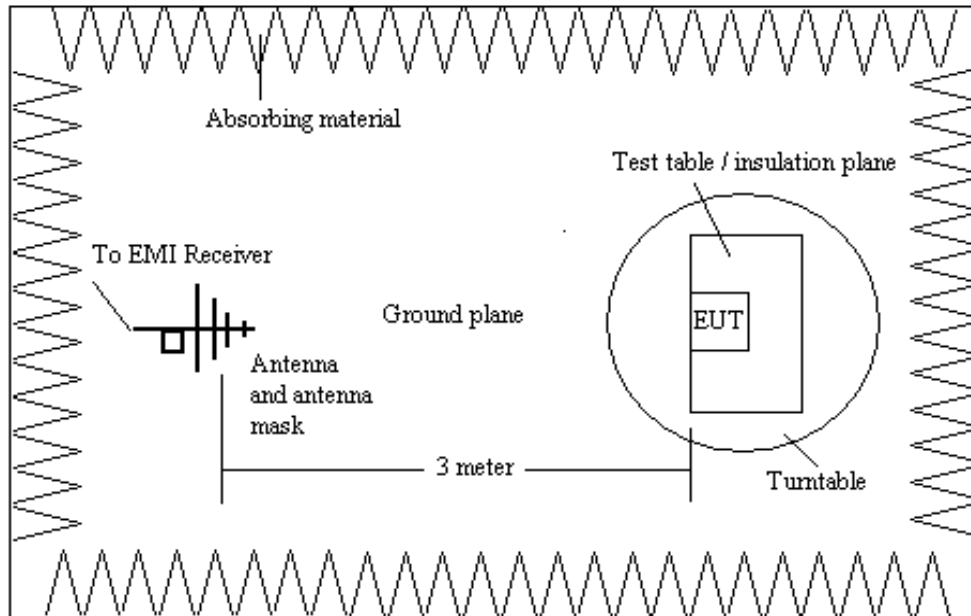 Absorbing material
Test table / insulation plane
To EMI Receiver
Ground plane
EUT
Antenna
and antenna
mask
3 meter
Turntable